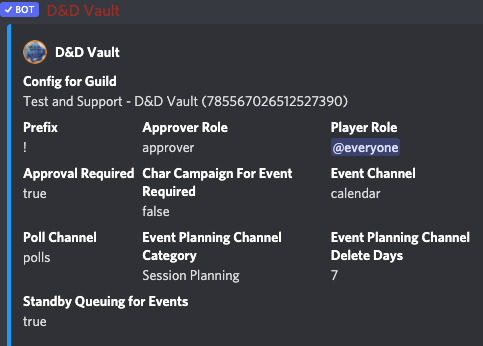 ✓ BOT D&D Vault
D&D Vault
Config for Guild
Test and Support - D&D Vault (785567026512527390)
Prefix Approver Role Player Role
! approver @everyone
Approval Required Char Campaign For Event Event Channel
true Required calendar
false
Poll Channel Event Planning Channel Event Planning Channel
polls Category Delete Days
Session Planning 7
Standby Queuing for Events
true